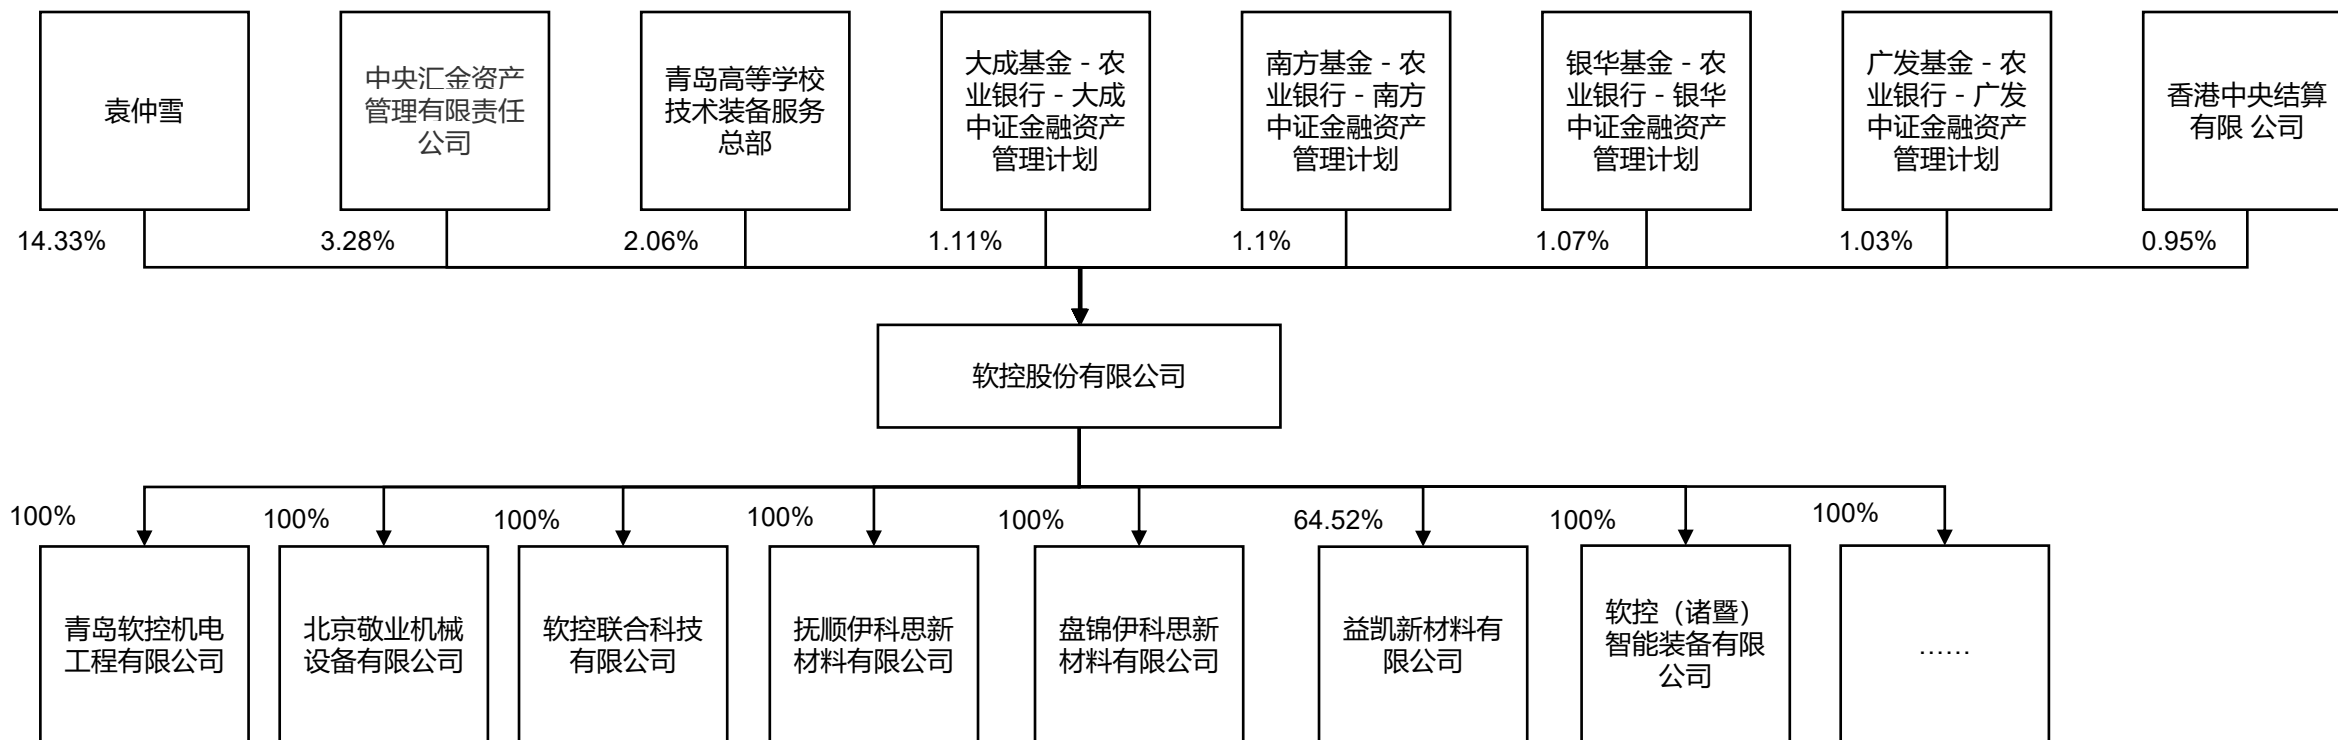 袁仲雪
中央汇金资产
管理有限责任
公司
青岛高等学校
技术装备服务
总部
大成基金－农
业银行－大成
中证金融资产
管理计划
南方基金－农
业银行－南方
中证金融资产
管理计划
银华基金－农
业银行－银华
中证金融资产
管理计划
广发基金－农
业银行－广发
中证金融资产
管理计划
香港中央结算
有限 公司
14.33%
3.28%
2.06%
1.11%
1.1%
1.07%
1.03%
0.95%
软控股份有限公司
100%
100%
100%
100%
100%
64.52%
100%
100%
青岛软控机电
工程有限公司
北京敬业机械
设备有限公司
软控联合科技
有限公司
抚顺伊科思新
材料有限公司
盘锦伊科思新
材料有限公司
益凯新材料有
限公司
软控（诸暨）
智能装备有限
公司
……